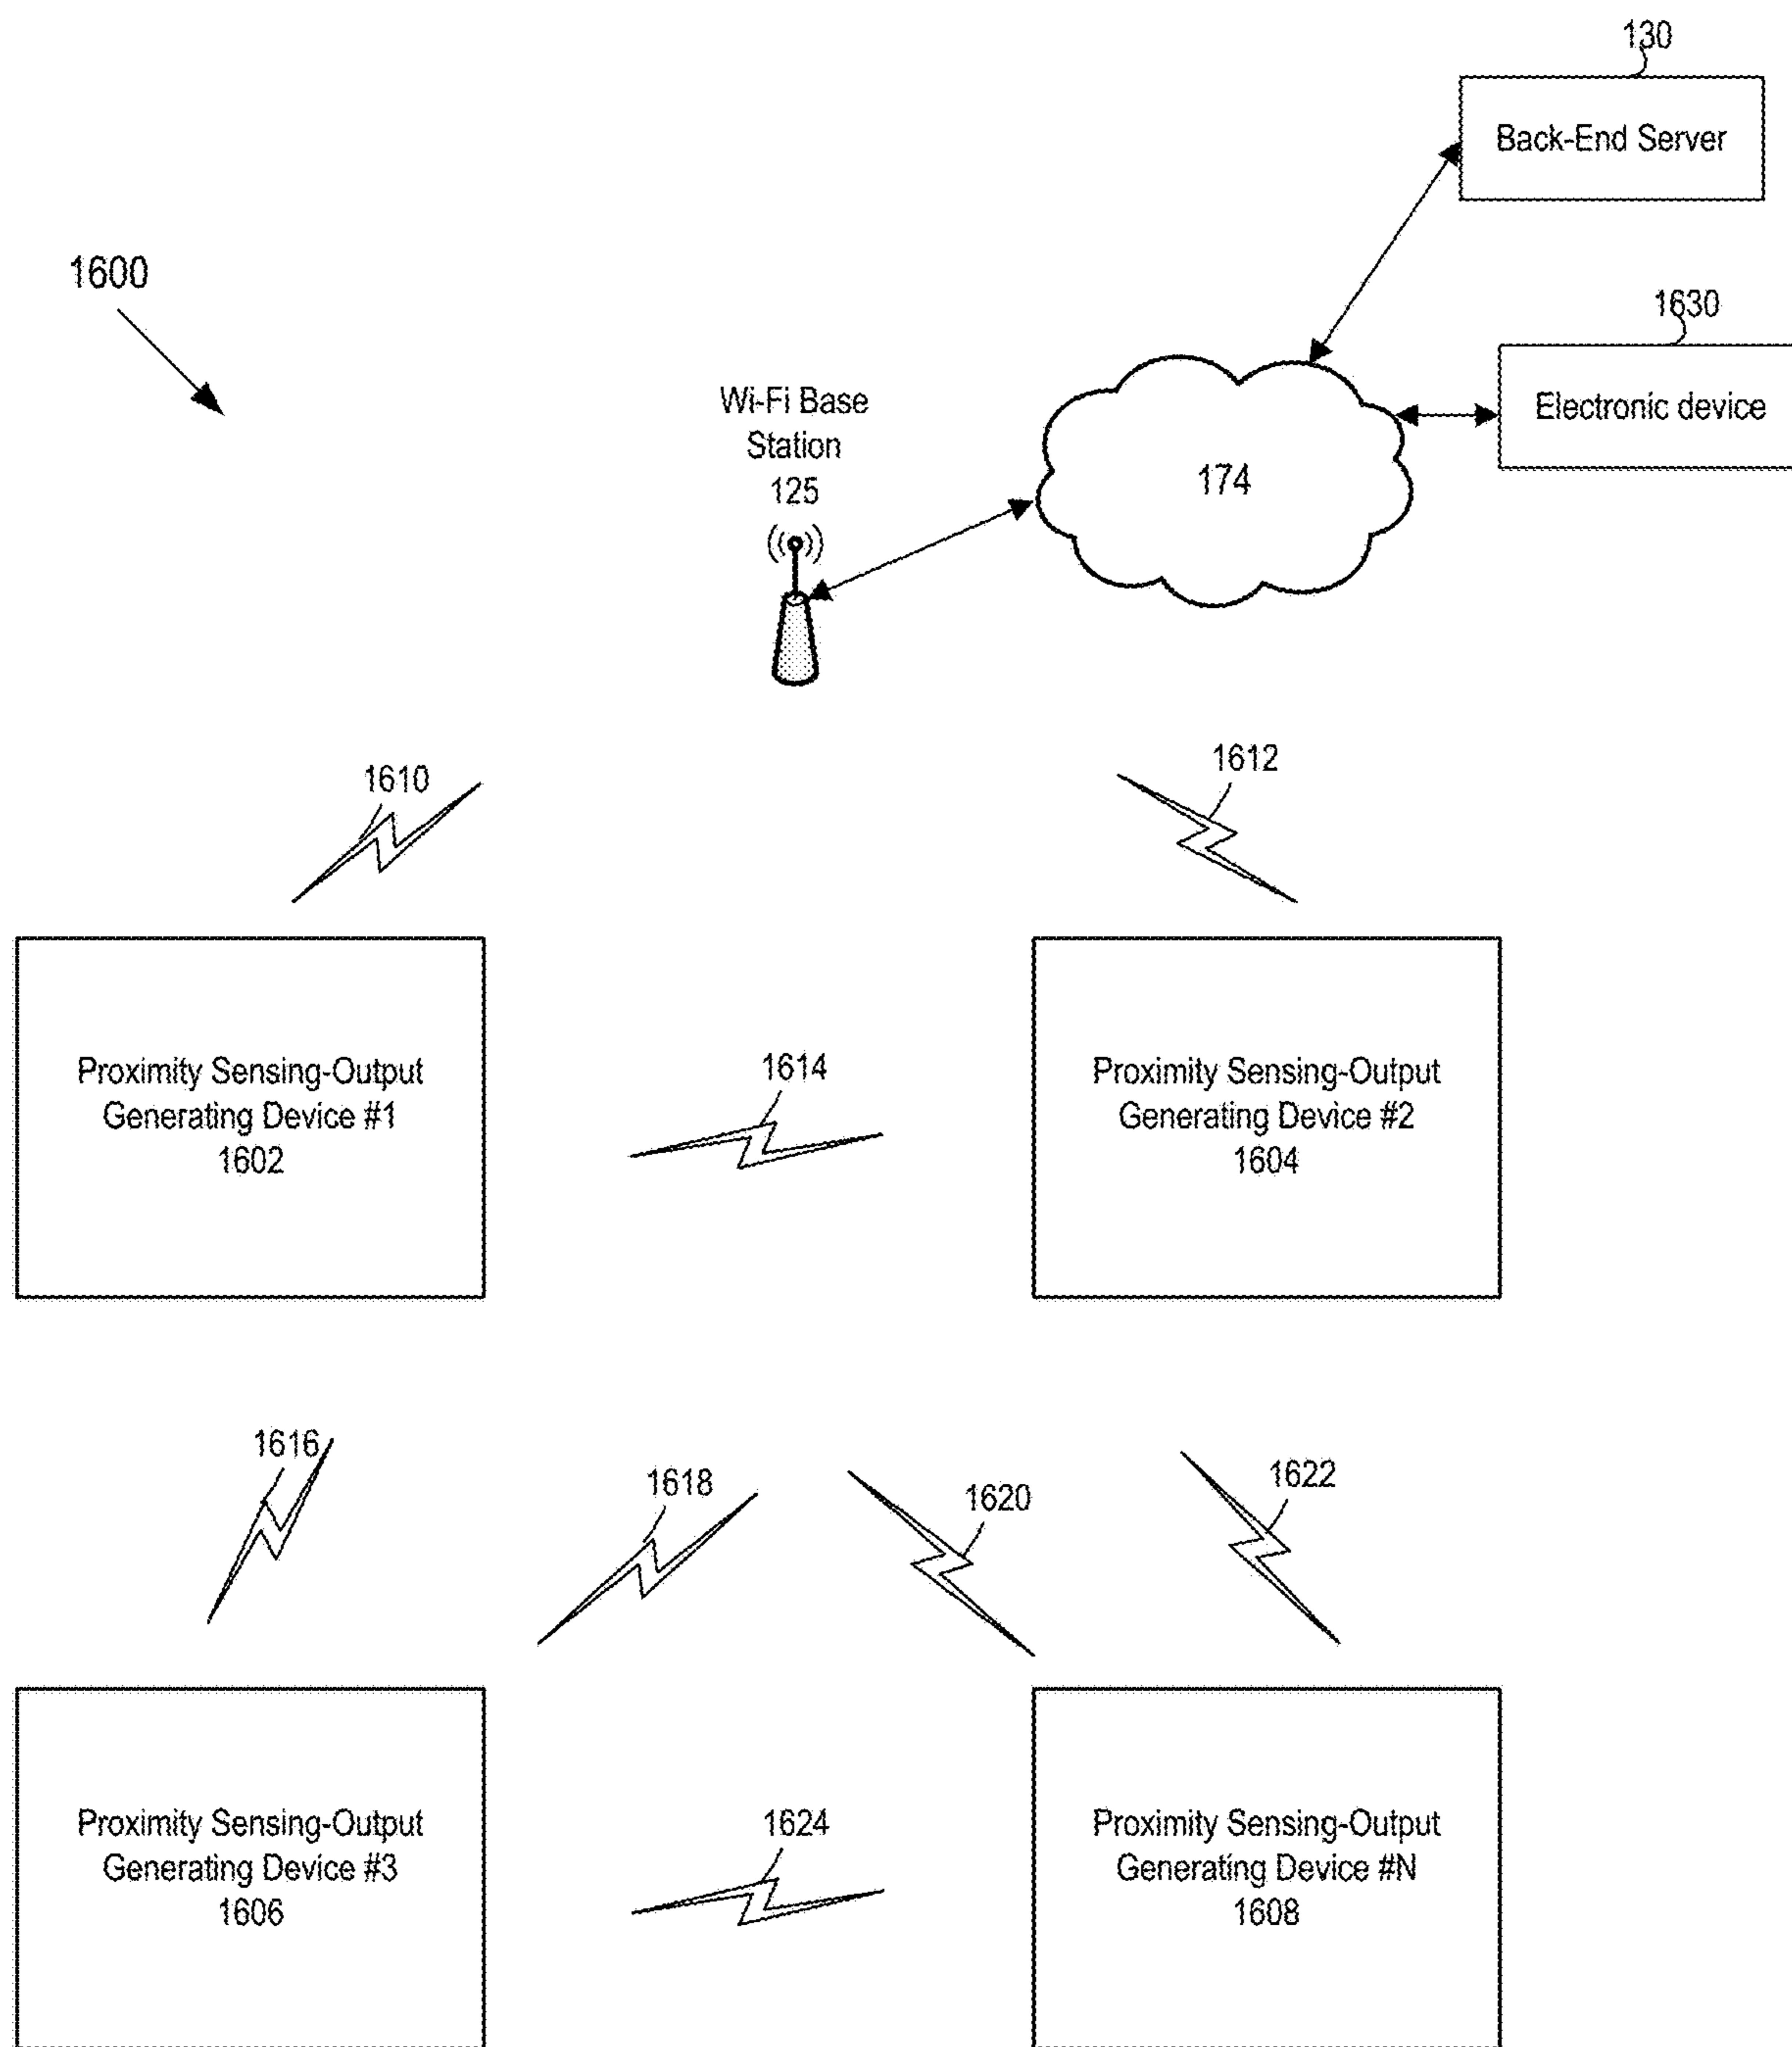 130
Back-End Server
1600
1630
Electronic device
Wi-Fi Base
Station
125
174
1610
1612
Proximity Sensing-Output
Generating Device #1
1602
1614
Proximity Sensing-Output
Generating Device #2
1604
1616
1618
1620
1622
Proximity Sensing-Output
Generating Device #3
1606
1624
Proximity Sensing-Output
Generating Device #N
1608